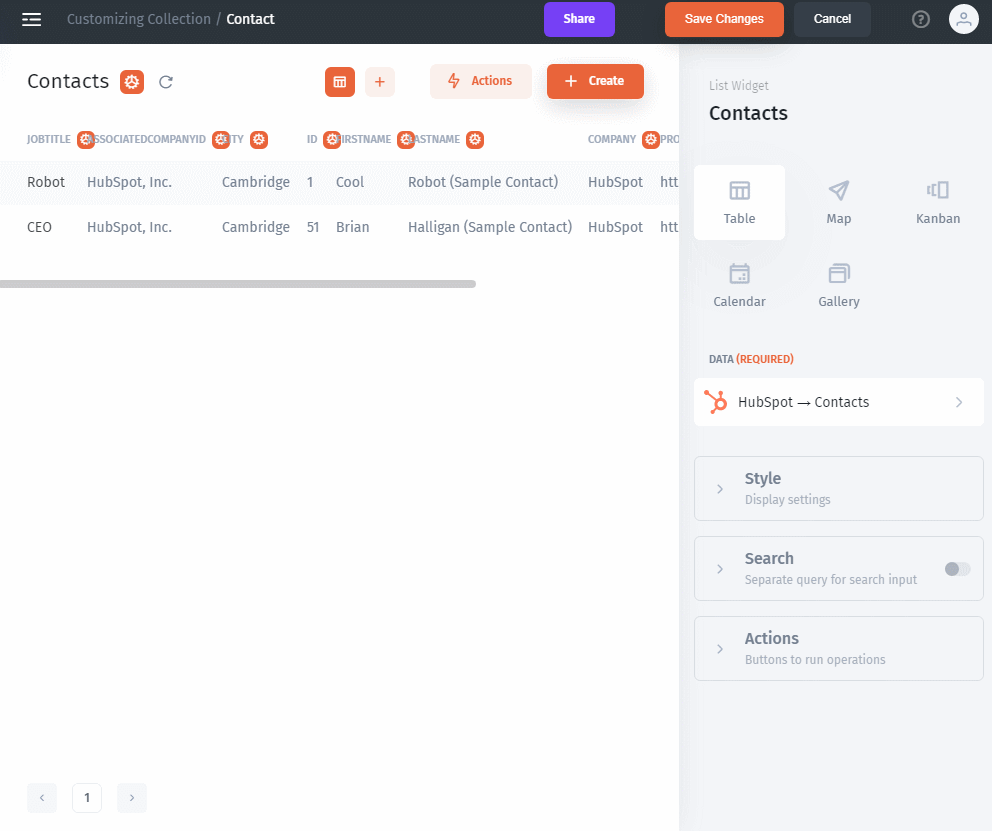 Customizing Collection / Contact
Share
Save Changes
Cancel
?
Contacts
Actions
+ Create
JOBTITLE ASSOCIATEDCOMPANYID CITY ID FIRSTNAME LASTNAME COMPANY PRO
Robot HubSpot, Inc. Cambridge 1 Cool Robot (Sample Contact) HubSpot htt
CEO HubSpot, Inc. Cambridge 51 Brian Halligan (Sample Contact) HubSpot htt
1
List Widget
Contacts
Table Map Kanban
Calendar Gallery
DATA (REQUIRED)
HubSpot → Contacts
Style
Display settings
Search
Separate query for search input
Actions
Buttons to run operations